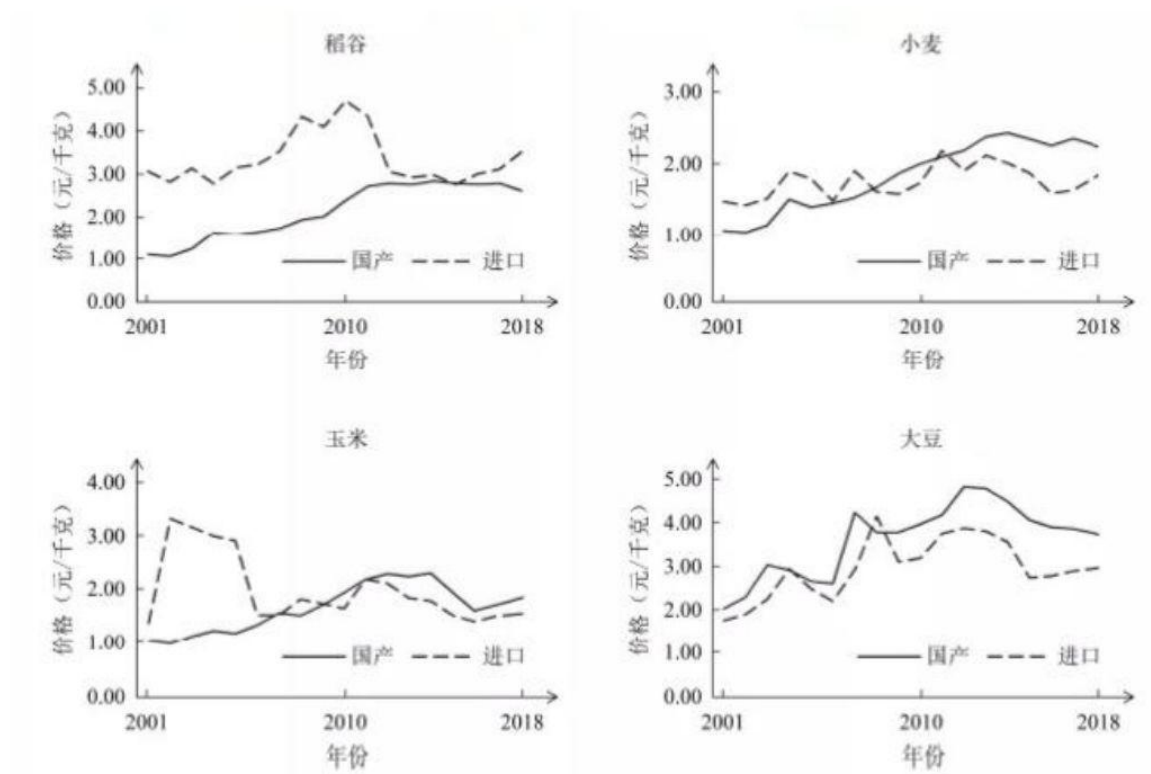 稻谷
价格（元/千克）
5.00
4.00
3.00
2.00
1.00
0.00
国产
进口
2001
2010
2018
年份
小麦
价格（元/千克）
3.00
2.00
1.00
0.00
国产
进口
2001
2010
2018
年份
玉米
价格（元/千克）
4.00
3.00
2.00
1.00
0.00
国产
进口
2001
2010
2018
年份
大豆
价格（元/千克）
5.00
4.00
3.00
2.00
1.00
0.00
国产
进口
2001
2010
2018
年份